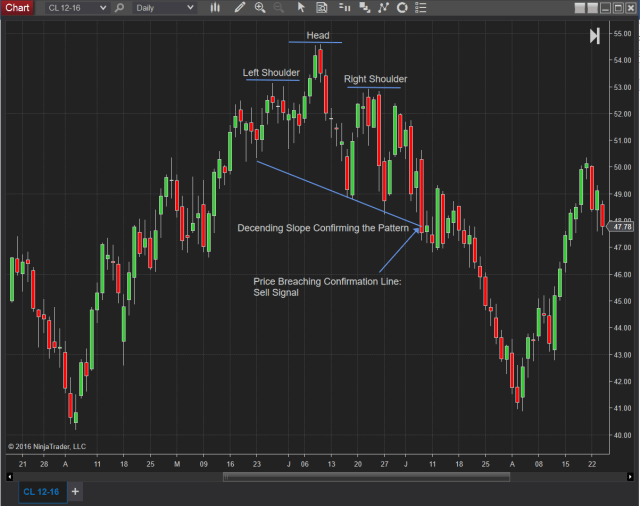 Chart
CL 12-16
Daily
55.00
54.00
53.00
52.00
51.00
50.00
49.00
48.00
47.78
47.00
46.00
45.00
44.00
43.00
42.00
41.00
40.00
Head
Left Shoulder
Right Shoulder
Decending Slope Confirming the Pattern
Price Breaching Confirmation Line:
Sell Signal
© 2016 NinjaTrader, LLC
21 28 A 11 18 25 M 09 16 23 J 06 13 20 27 J 11 18 25 A 08 15 22
CL 12-16
+